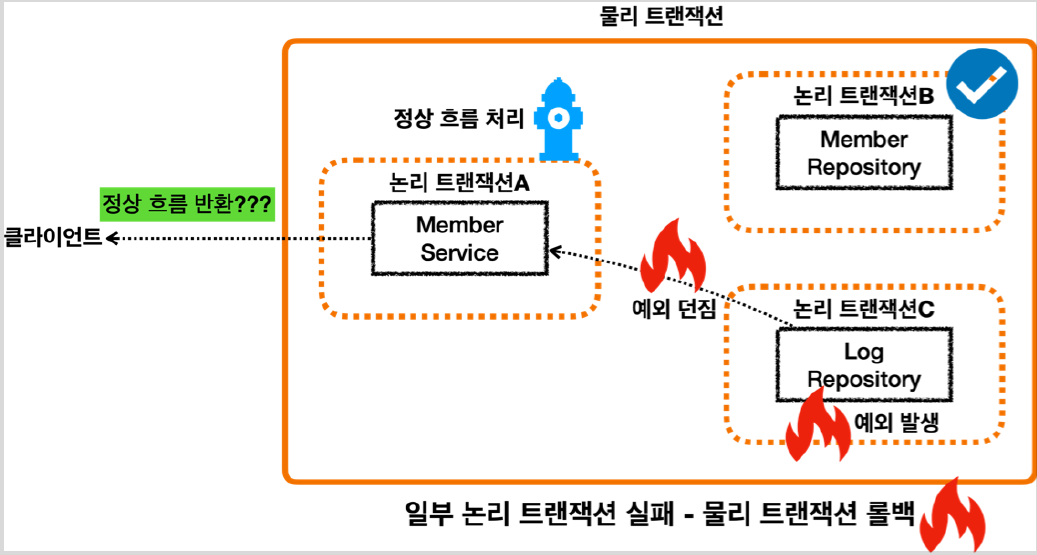 물리 트랜잭션
정상 흐름 처리
논리 트랜잭션B
Member
Repository
논리 트랜잭션A
Member
Service
정상 흐름 반환???
클라이언트
예외 던짐
논리 트랜잭션C
Log
Repository
예외 발생
일부 논리 트랜잭션 실패 - 물리 트랜잭션 롤백